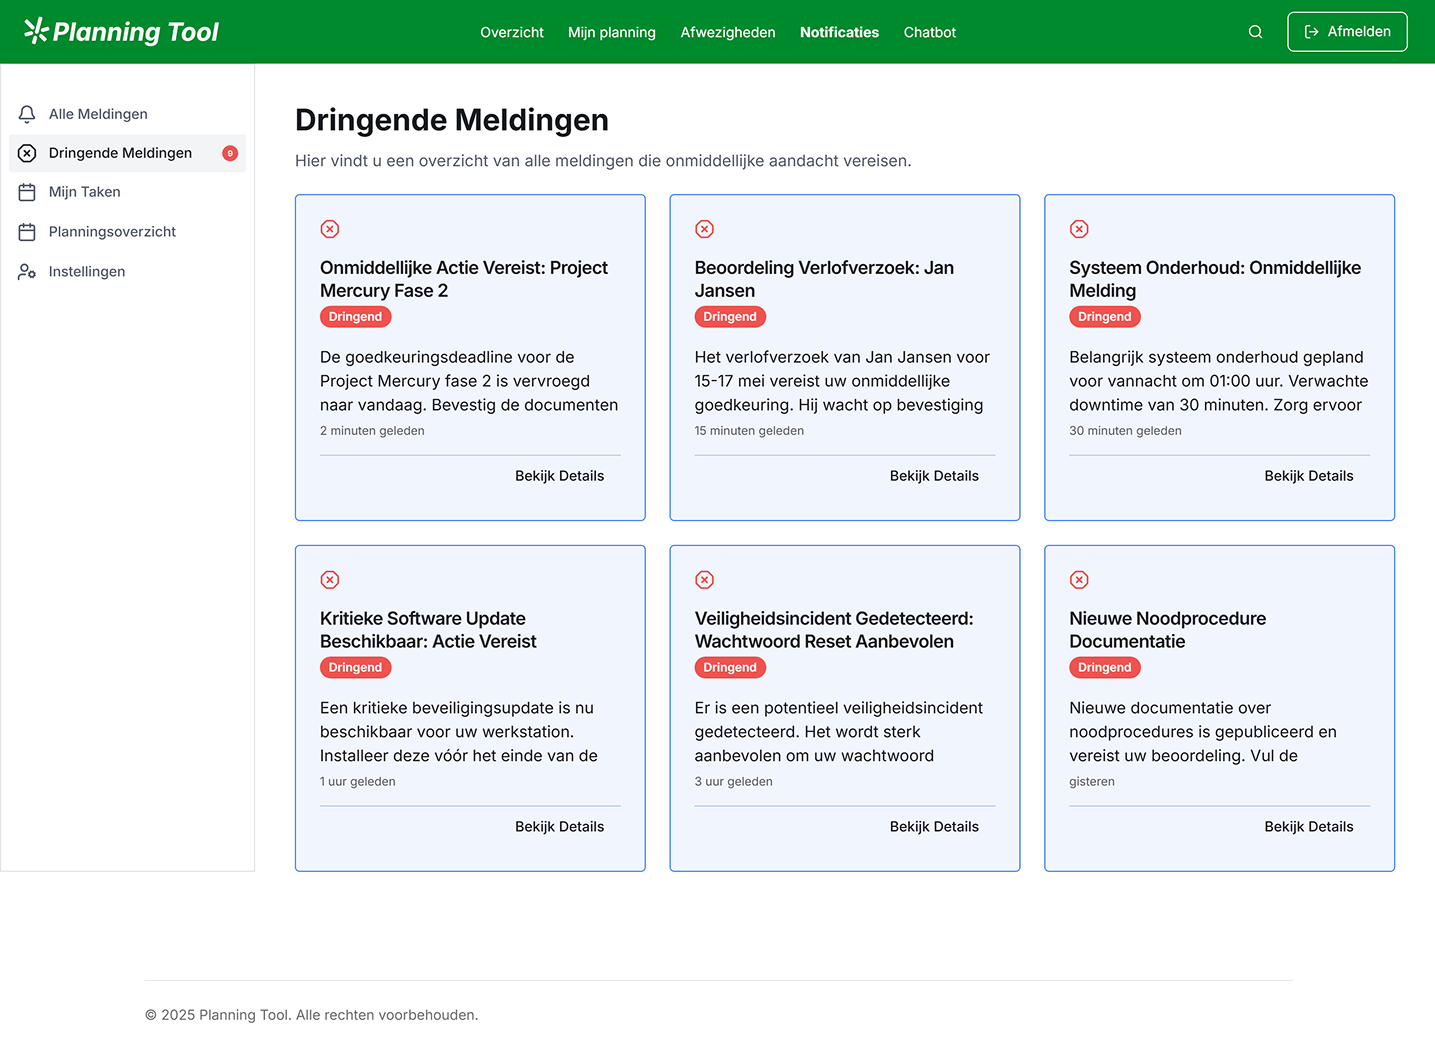 Planning Tool
Overzicht
Mijn planning
Afwezigheden
Notificaties
Chatbot
Afmelden
Alle Meldingen
Dringende Meldingen
9
Mijn Taken
Planningsoverzicht
Instellingen
Dringende Meldingen
Hier vindt u een overzicht van alle meldingen die onmiddellijke aandacht vereisen.
Onmiddellijke Actie Vereist: Project
Mercury Fase 2
Dringend
De goedkeuringsdeadline voor de
Project Mercury fase 2 is vervroegd
naar vandaag. Bevestig de documenten
2 minuten geleden
Bekijk Details
Beoordeling Verlofverzoek: Jan
Jansen
Dringend
Het verlofverzoek van Jan Jansen voor
15-17 mei vereist uw onmiddellijke
goedkeuring. Hij wacht op bevestiging
15 minuten geleden
Bekijk Details
Systeem Onderhoud: Onmiddellijke
Melding
Dringend
Belangrijk systeem onderhoud gepland
voor vannacht om 01:00 uur. Verwachte
downtime van 30 minuten. Zorg ervoor
30 minuten geleden
Bekijk Details
Kritieke Software Update
Beschikbaar: Actie Vereist
Dringend
Een kritieke beveiligingsupdate is nu
beschikbaar voor uw werkstation.
Installeer deze vóór het einde van de
1 uur geleden
Bekijk Details
Veiligheidsincident Gedetecteerd:
Wachtwoord Reset Aanbevolen
Dringend
Er is een potentieel veiligheidsincident
gedetecteerd. Het wordt sterk
aanbevolen om uw wachtwoord
3 uur geleden
Bekijk Details
Nieuwe Noodprocedure
Documentatie
Dringend
Nieuwe documentatie over
noodprocedures is gepubliceerd en
vereist uw beoordeling. Vul de
gisteren
Bekijk Details
© 2025 Planning Tool. Alle rechten voorbehouden.